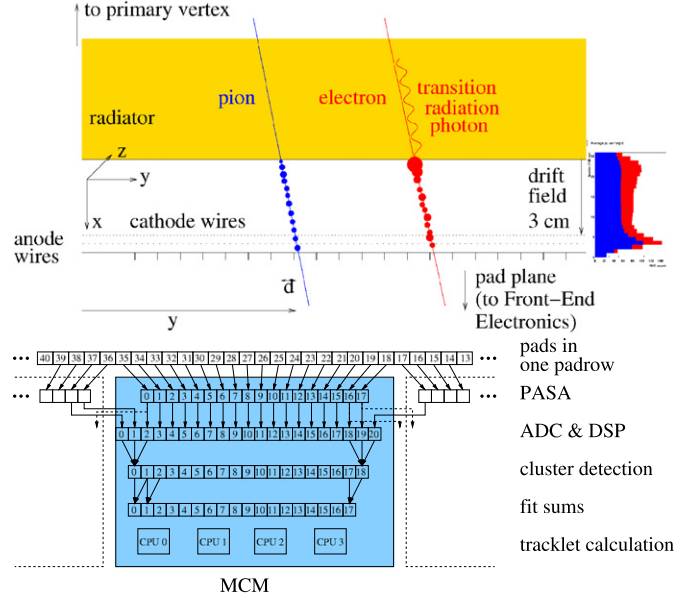 to primary vertex
pion
electron
transition
radiation
photon
radiator
z
y
x
drift
field
3 cm
cathode wires
anode
wires
d
y
pad plane
(to Front-End
Electronics)
40 39 38 37 36 35 34 33 32 31 30 29 28 27 26 25 24 23 22 21 20 19 18 17 16 15 14 13
pads in
one padrow
0 1 2 3 4 5 6 7 8 9 10 11 12 13 14 15 16 17
PASA
0 1 2 3 4 5 6 7 8 9 10 11 12 13 14 15 16 17 18 19 20
ADC & DSP
0 1 2 3 4 5 6 7 8 9 10 11 12 13 14 15 16 17 18
cluster detection
0 1 2 3 4 5 6 7 8 9 10 11 12 13 14 15 16 17
fit sums
CPU 0 CPU 1 CPU 2 CPU 3
tracklet calculation
MCM